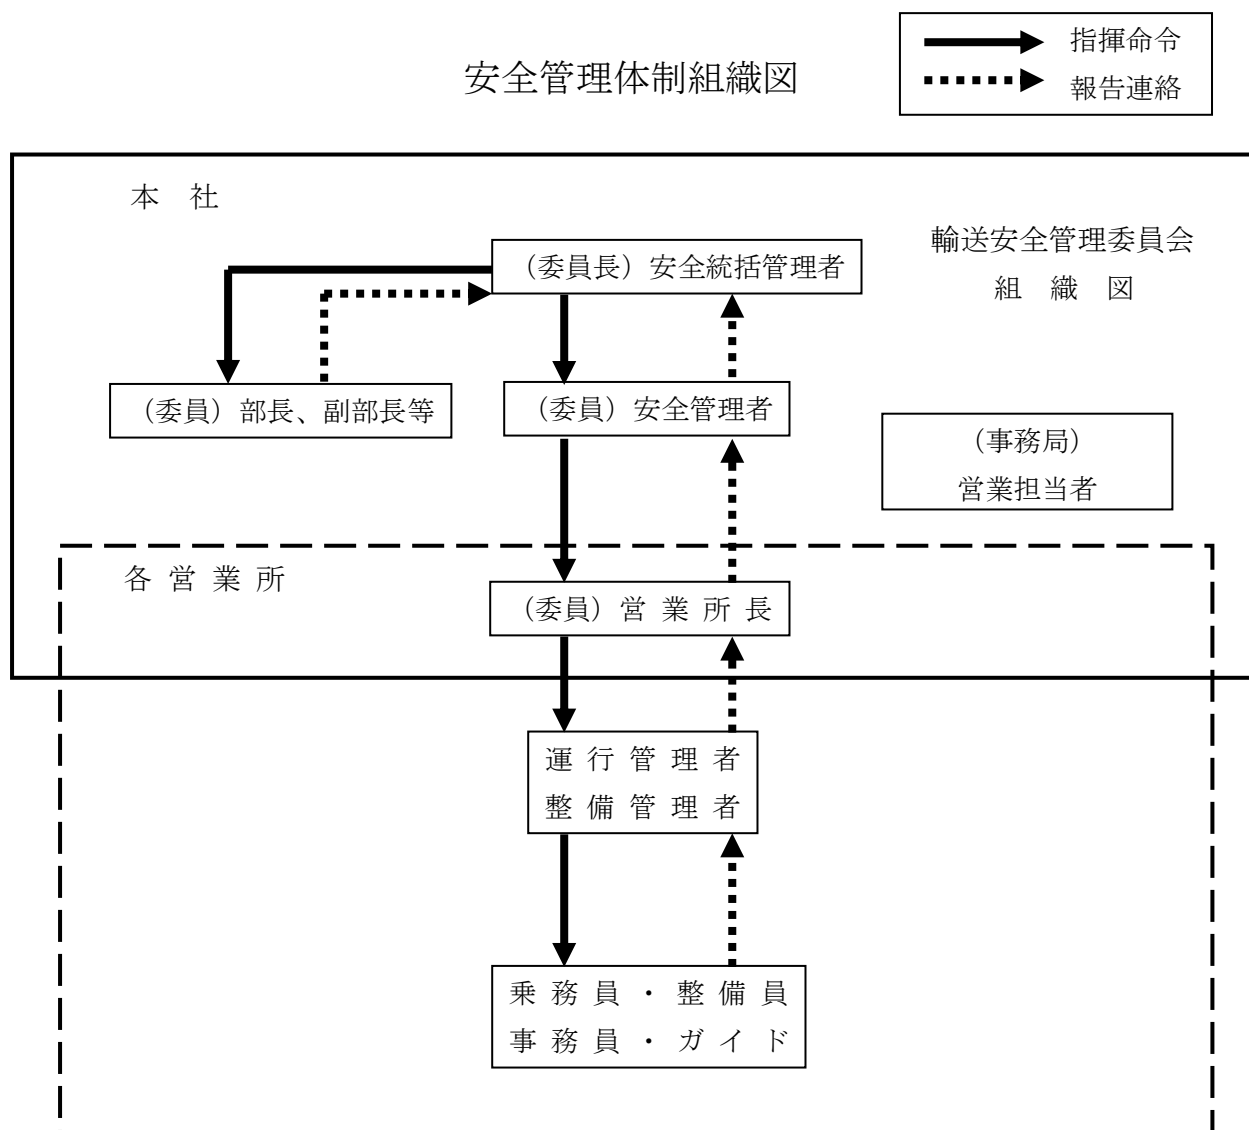 指揮命令
報告連絡
安全管理体制組織図
本　社
輸送安全管理委員会
組　織　図
（委員長）安全統括管理者
（委員）部長、副部長等
（委員）安全管理者
（事務局）
営業担当者
各 営 業 所
（委員）営 業 所 長
運 行 管 理 者
整 備 管 理 者
乗 務 員 ・ 整 備 員
事 務 員 ・ ガ イ ド